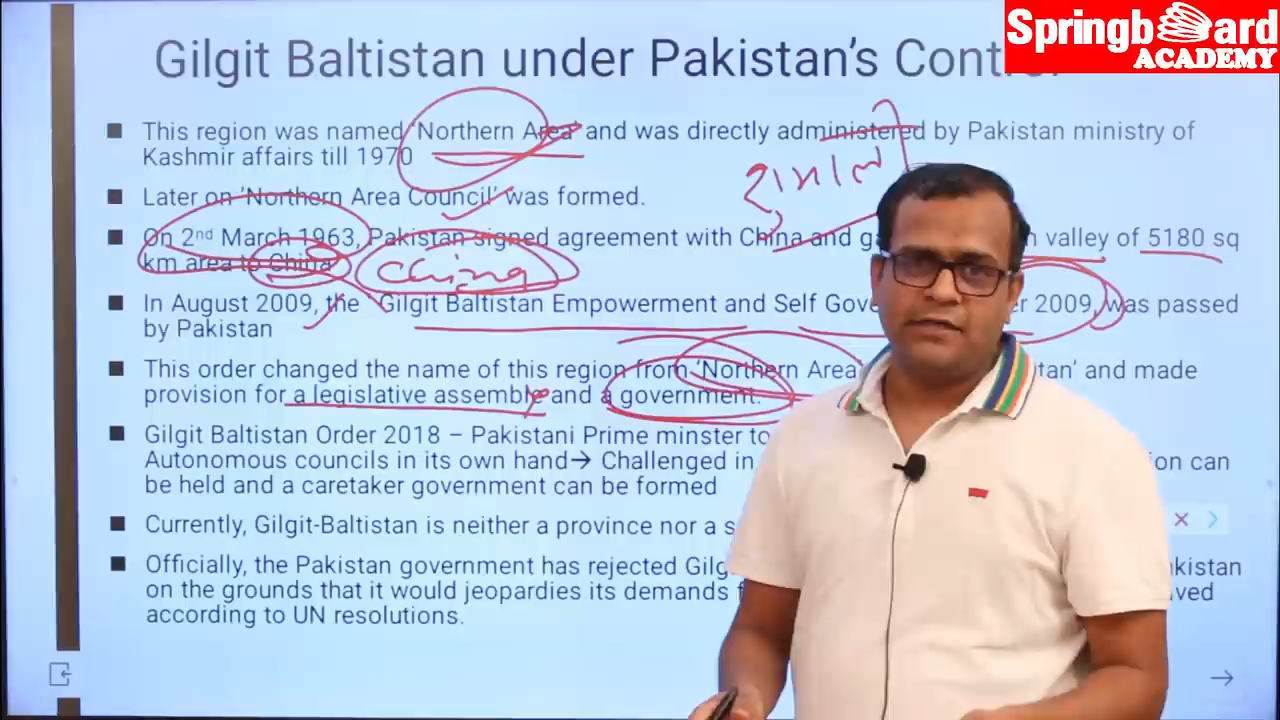 Springboard
ACADEMY
Gilgit Baltistan under Pakistan's
This region was named 'Northern Area' and was directly administered by Pakistan ministry of
Kashmir affairs till 1970
Later on 'Northern Area Council' was formed.
On 2nd March 1963, Pakistan signed agreement with China and valley of 5180 sq
km area to China
China
In August 2009, the 'Gilgit Baltistan Empowerment and Self 2009, was passed
by Pakistan
This order changed the name of this region from 'Northern Area' and made
provision for a legislative assembly and a government.
Gilgit Baltistan Order 2018 – Pakistani Prime minster to
Autonomous councils in its own hand→ Challenged in can
be held and a caretaker government can be formed
Currently, Gilgit-Baltistan is neither a province nor a
Officially, the Pakistan government has rejected
on the grounds that it would jeopardies its demands
according to UN resolutions.